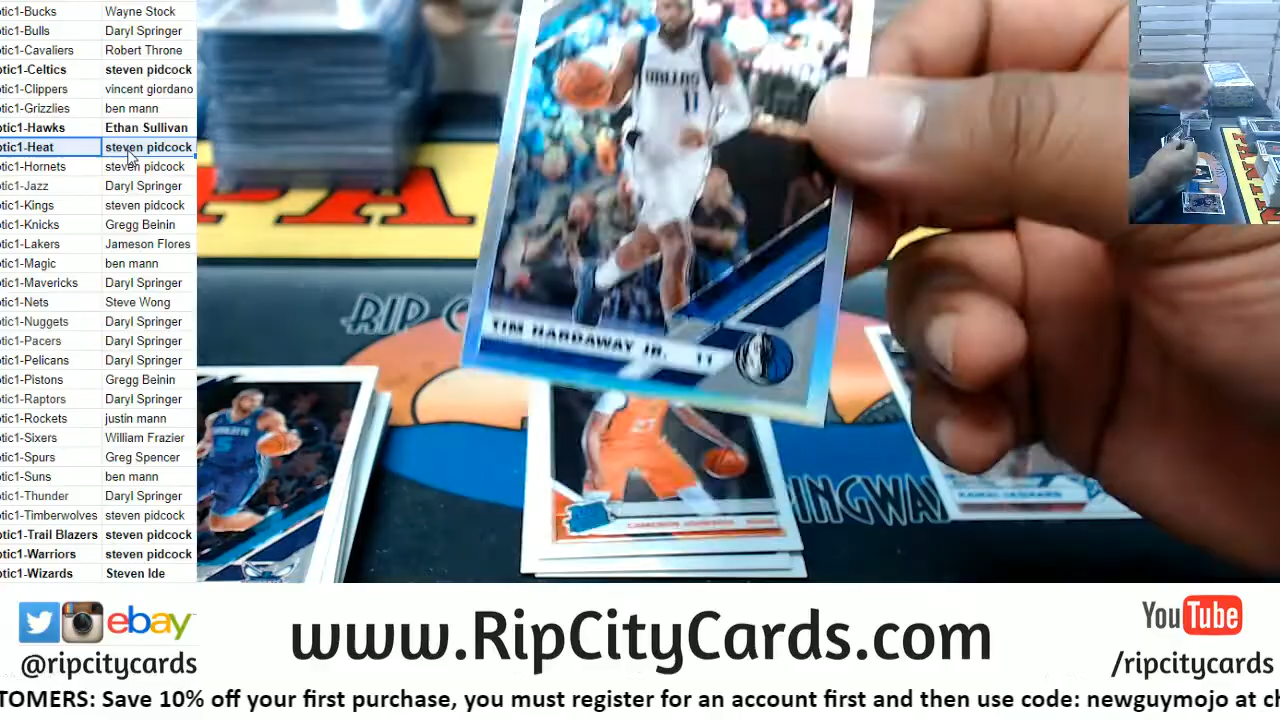 otic1-Bucks Wayne Stock
otic1-Bulls Daryl Springer
otic1-Cavaliers Robert Throne
otic1-Celtics steven pidcock
otic1-Clippers vincent giordano
otic1-Grizzlies ben mann
otic1-Hawks Ethan Sullivan
otic1-Heat steven pidcock
otic1-Hornets steven pidcock
otic1-Jazz Daryl Springer
otic1-Kings steven pidcock
otic1-Knicks Gregg Beinin
otic1-Lakers Jameson Flores
otic1-Magic ben mann
otic1-Mavericks Daryl Springer
otic1-Nets Steve Wong
otic1-Nuggets Daryl Springer
otic1-Pacers Daryl Springer
otic1-Pelicans Daryl Springer
otic1-Pistons Gregg Beinin
otic1-Raptors Daryl Springer
otic1-Rockets justin mann
otic1-Sixers William Frazier
otic1-Spurs Greg Spencer
otic1-Suns ben mann
otic1-Thunder Daryl Springer
otic1-Timberwolves steven pidcock
otic1-Trail Blazers steven pidcock
otic1-Warriors steven pidcock
otic1-Wizards Steven Ide
DALLAS
11
TIM HARDAWAY JR. 11
RIP C
INGWA
CAMERON JOHNSON
KAWHI LEONARD
ebay
@ripcitycards
www.RipCityCards.com
YouTube
/ripcitycards
TOMERS: Save 10% off your first purchase, you must register for an account first and then use code: newguymojo at ch